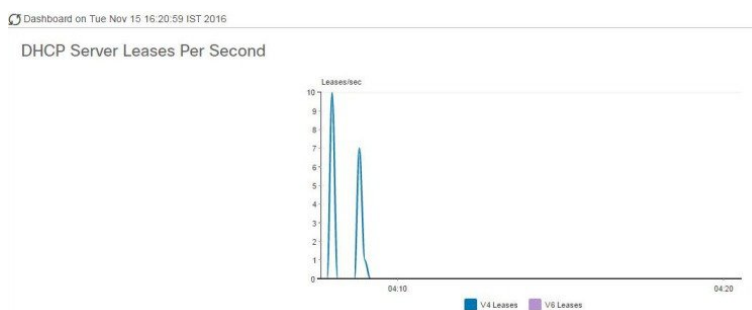 Dashboard on Tue Nov 15 16:20:59 IST 2016
DHCP Server Leases Per Second
Leases/sec
10
9
8
7
6
5
4
3
2
1
0
04:10
04:20
V4 Leases
V6 Leases